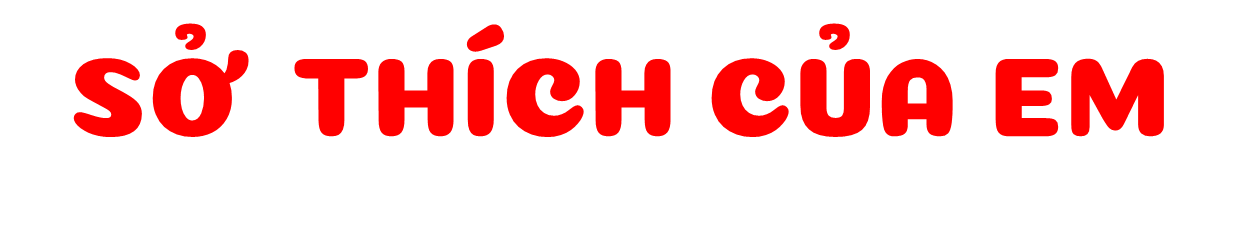 SỞ THÍCH CỦA EM